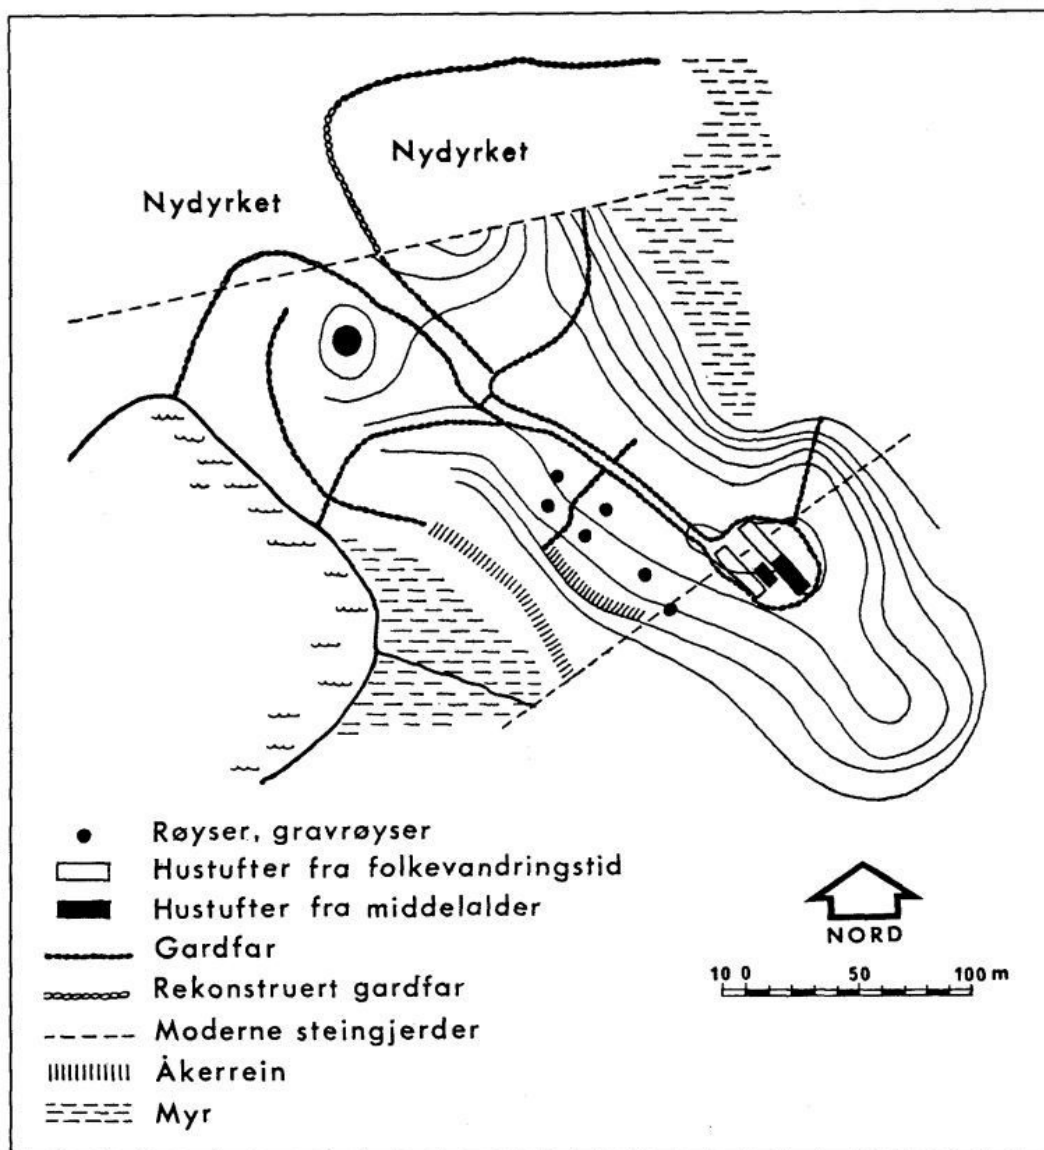 Nydyrket
Nydyrket
Røyser, gravrøyser
Hustufter fra folkevandringstid
Hustufter fra middelalder
Gardfar
Rekonstruert gardfar
Moderne steingjerder
Åkerrein
Myr
NORD
10 0 50 100 m